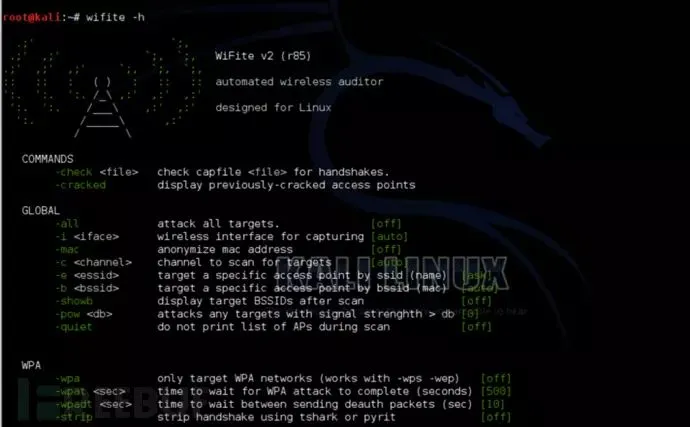 root@kali:~# wifite -h
WiFite v2 (r85)
automated wireless auditor
designed for Linux
COMMANDS
-check <file> check capfile <file> for handshakes.
-cracked display previously-cracked access points
GLOBAL
-all attack all targets. [off]
-i <iface> wireless interface for capturing [auto]
-mac anonymize mac address [off]
-c <channel> channel to scan for targets [auto]
-e <essid> target a specific access point by ssid (name) [ask]
-b <bssid> target a specific access point by bssid (mac) [auto]
-showb display target BSSIDs after scan [off]
-pow <db> attacks any targets with signal strenghth > db [0]
-quiet do not print list of APs during scan [off]
KALI LINUX
WPA
-wpa only target WPA networks (works with -wps -wep) [off]
-wpat <sec> time to wait for WPA attack to complete (seconds) [500]
-wpadt <sec> time to wait between sending deauth packets (sec) [10]
-strip strip handshake using tshark or pyrit [off]